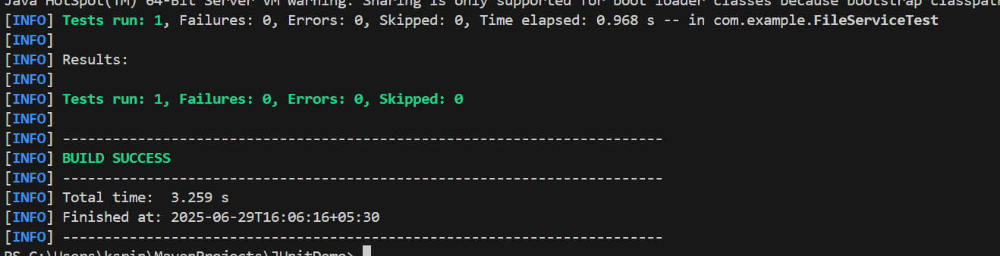 Java HotSpot(TM) 64-Bit Server VM warning: Sharing is only supported for boot loader classes because bootstrap classpath
[INFO] Tests run: 1, Failures: 0, Errors: 0, Skipped: 0, Time elapsed: 0.968 s -- in com.example.FileServiceTest
[INFO]
[INFO] Results:
[INFO]
[INFO] Tests run: 1, Failures: 0, Errors: 0, Skipped: 0
[INFO]
[INFO] ------------------------------------------------------------------------
[INFO] BUILD SUCCESS
[INFO] ------------------------------------------------------------------------
[INFO] Total time:  3.259 s
[INFO] Finished at: 2025-06-29T16:06:16+05:30
[INFO] ------------------------------------------------------------------------
PS C:\Users\kspin\MavenProjects\JUnitDemo>